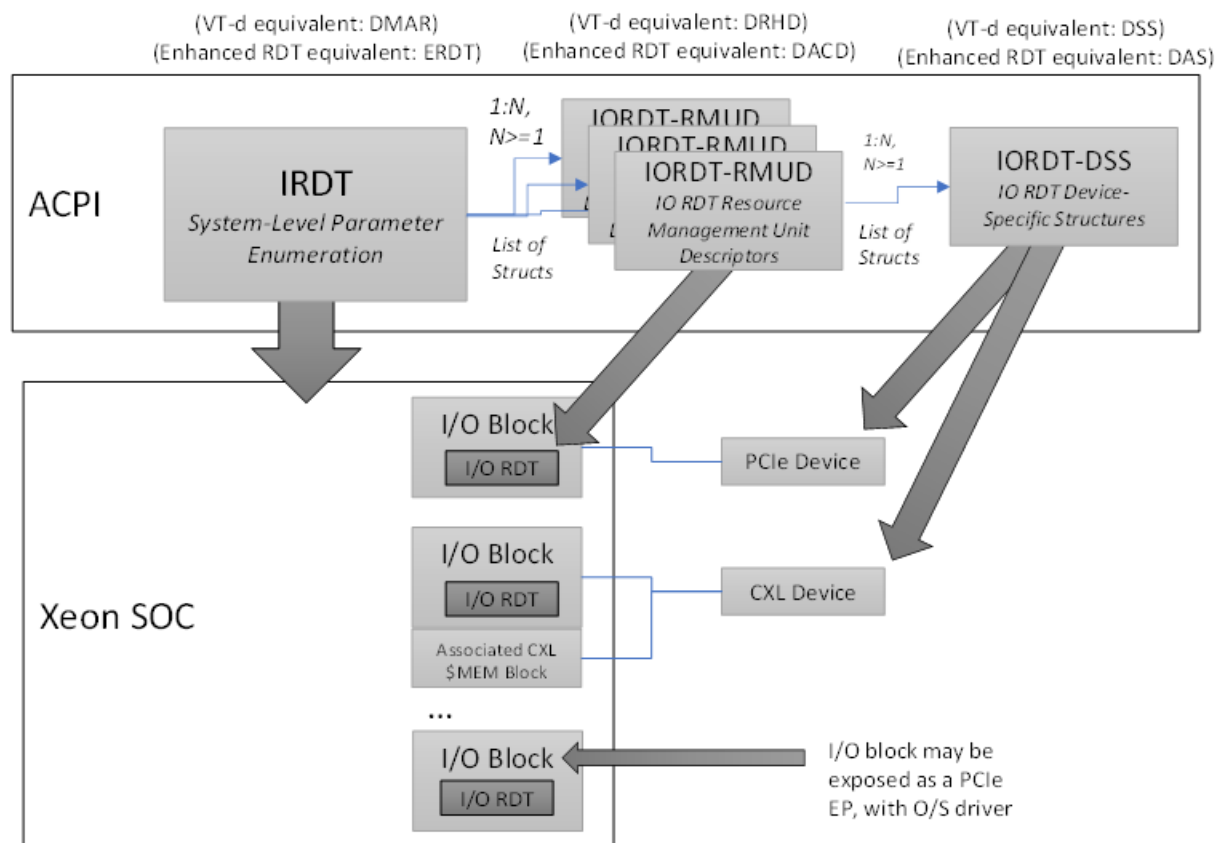 (VT-d equivalent: DMAR)
(Enhanced RDT equivalent: ERDT)
(VT-d equivalent: DRHD)
(Enhanced RDT equivalent: DACD)
(VT-d equivalent: DSS)
(Enhanced RDT equivalent: DAS)
ACPI
IRDT
System-Level Parameter
Enumeration
1:N,
N>=1
List of
Structs
IORDT-RMUD
IORDT-RMUD
IORDT-RMUD
IO RDT Resource
Management Unit
Descriptors
1:N,
N>=1
List of
Structs
IORDT-DSS
IO RDT Device-
Specific Structures
Xeon SOC
I/O Block
I/O RDT
PCIe Device
I/O Block
I/O RDT
Associated CXL
$MEM Block
CXL Device
...
I/O Block
I/O RDT
I/O block may be
exposed as a PCIe
EP, with O/S driver